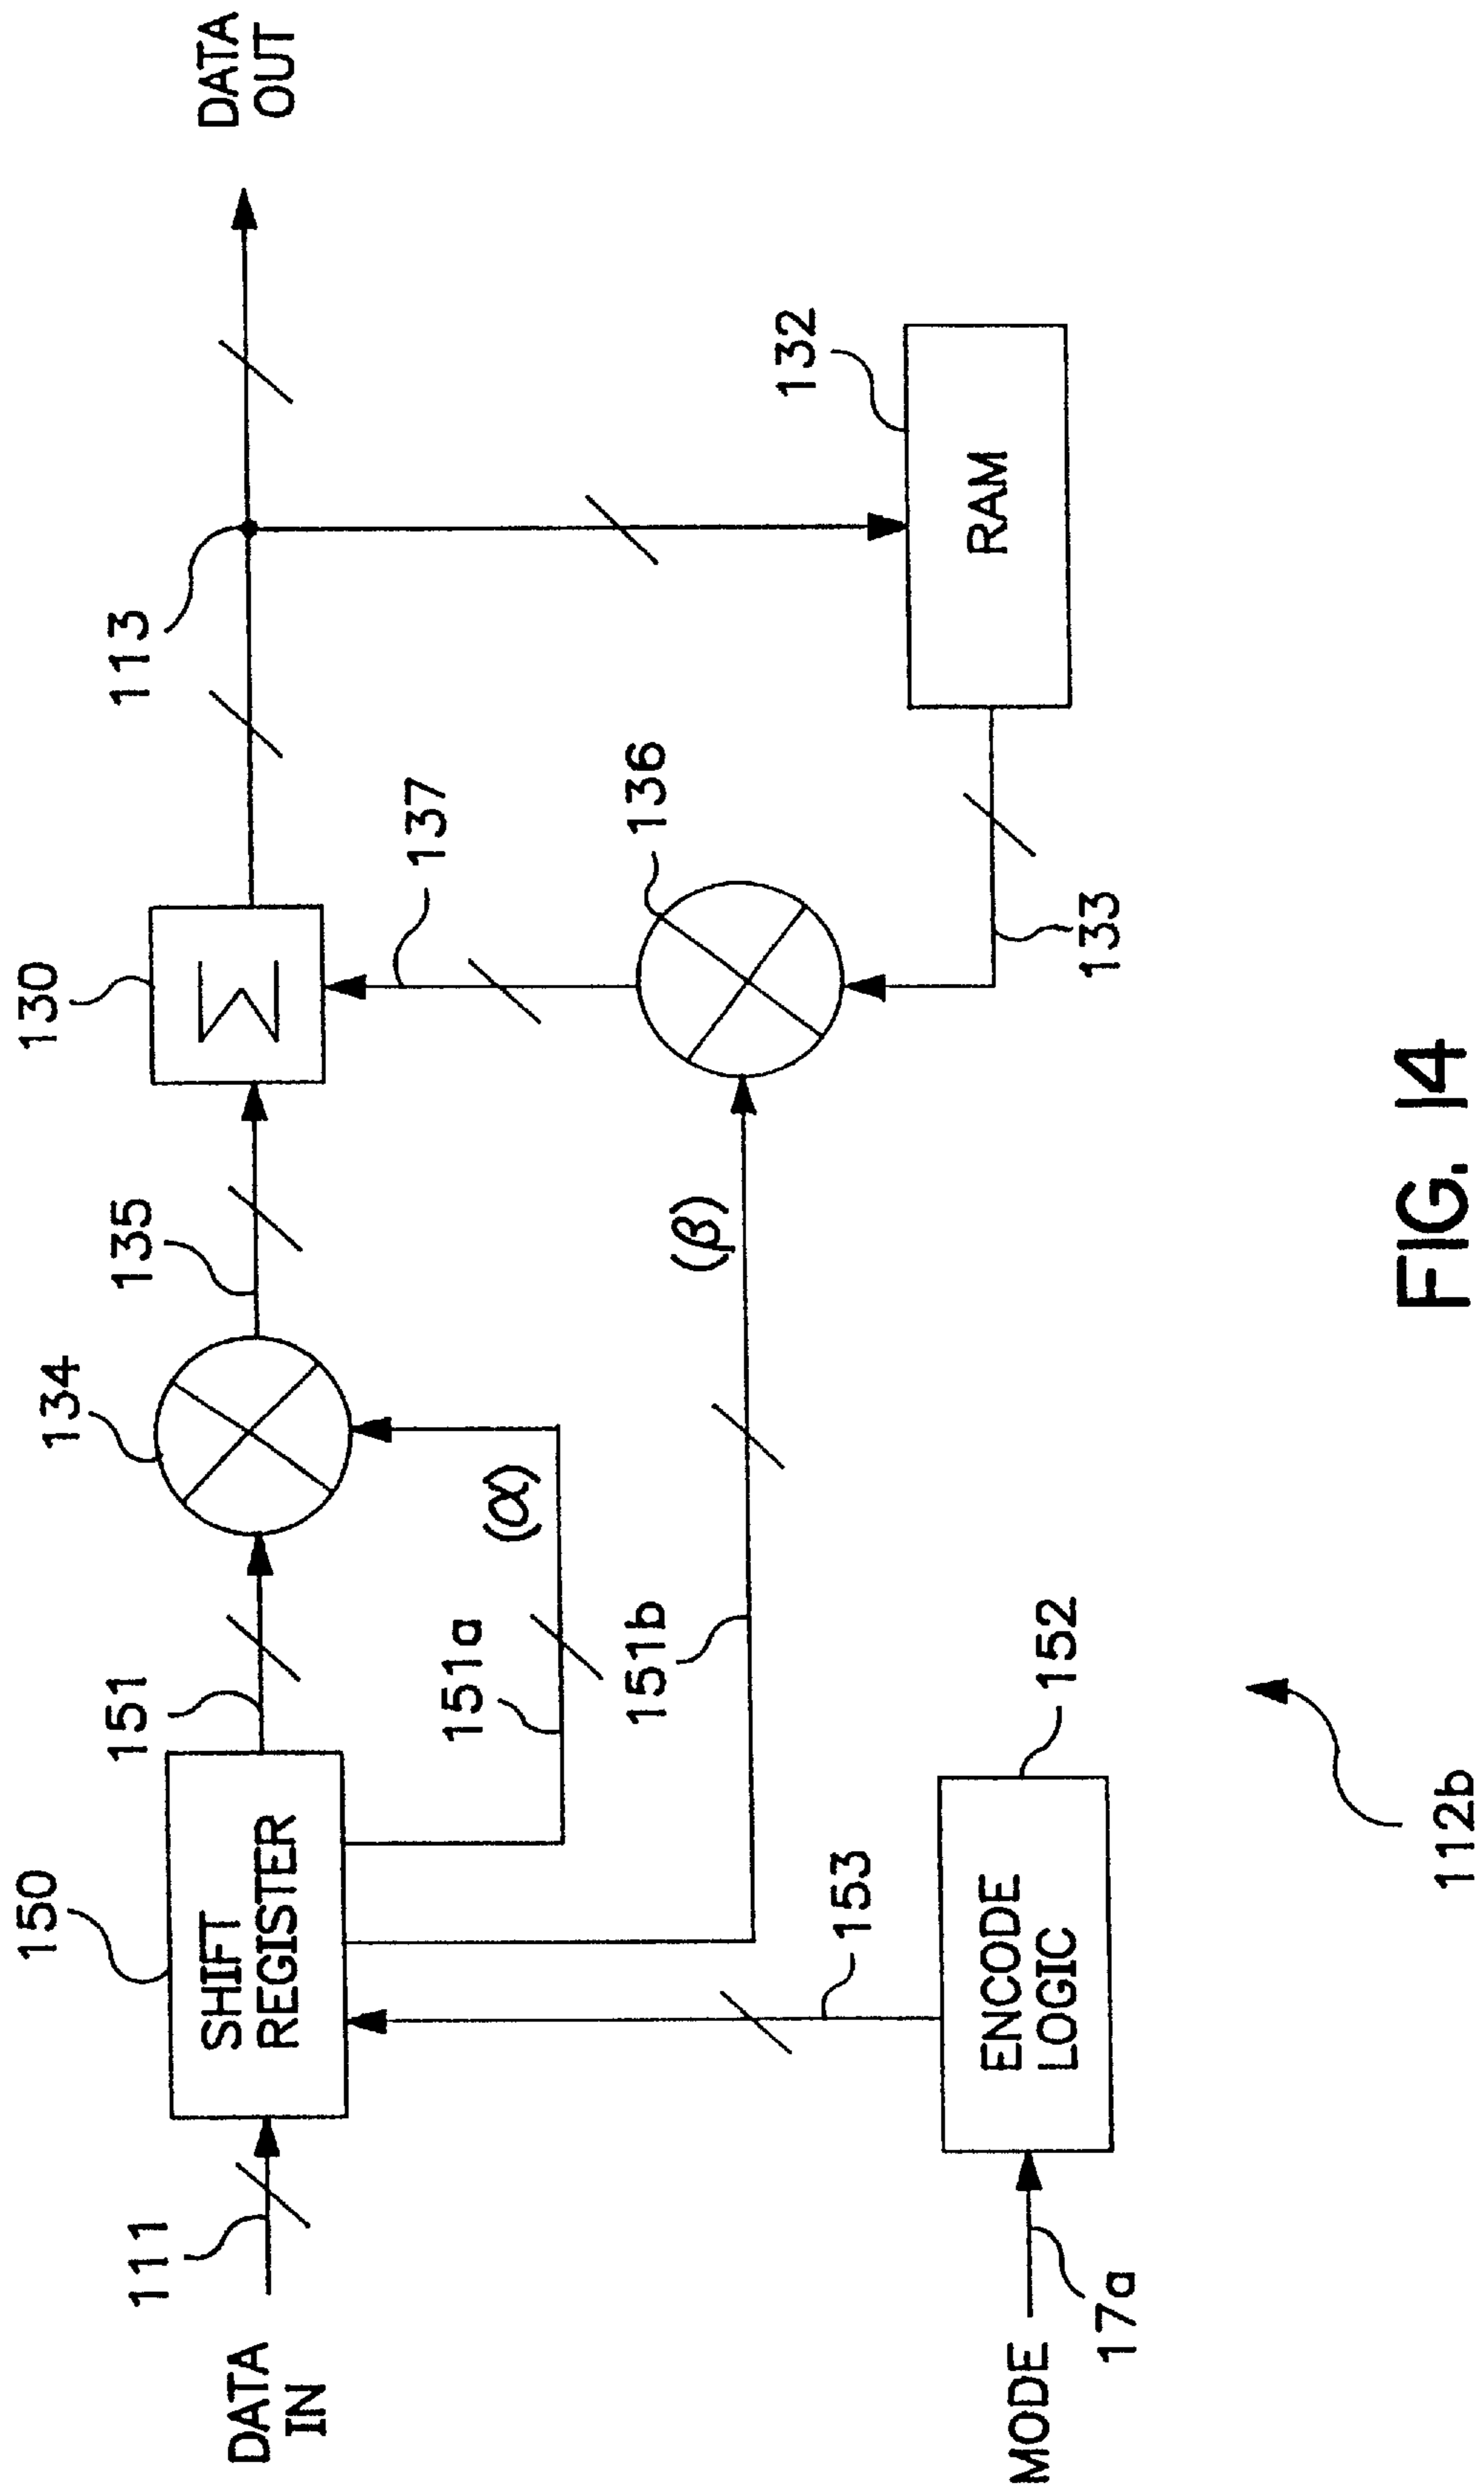 DATA
IN
111
150
SHIFT
REGISTER
151
134
135
130
Σ
113
DATA
OUT
151a
(α)
137
151b
(β)
136
132
153
RAM
MODE
17a
ENCODE
LOGIC
152
133
112b
FIG. 14